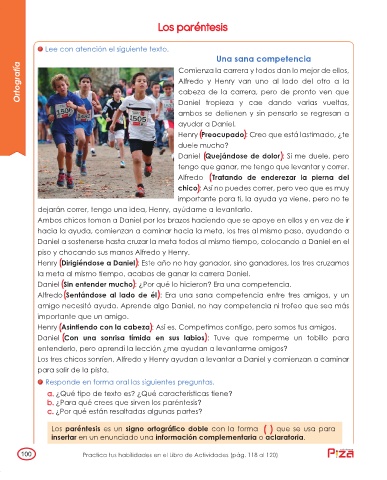 Los paréntesis
Lee con atención el siguiente texto.
Ortografía
Una sana competencia
Comienza la carrera y todos dan lo mejor de ellos.
Alfredo y Henry van uno al lado del otro a la
cabeza de la carrera, pero de pronto ven que
Daniel tropieza y cae dando varias vueltas,
ambos se detienen y sin pensarlo se regresan a
ayudar a Daniel.
Henry (Preocupado): Creo que está lastimado, ¿te
duele mucho?
Daniel (Quejándose de dolor): Sí me duele, pero
tengo que ganar, me tengo que levantar y correr.
Alfredo (Tratando de enderezar la pierna del
chico): Así no puedes correr, pero veo que es muy
importante para ti, la ayuda ya viene, pero no te
dejarán correr, tengo una idea, Henry, ayúdame a levantarlo.
Ambos chicos toman a Daniel por los brazos haciendo que se apoye en ellos y en vez de ir
hacia la ayuda, comienzan a caminar hacia la meta, los tres al mismo paso, ayudando a
Daniel a sostenerse hasta cruzar la meta todos al mismo tiempo, colocando a Daniel en el
piso y chocando sus manos Alfredo y Henry.
Henry (Dirigiéndose a Daniel): Este año no hay ganador, sino ganadores, los tres cruzamos
la meta al mismo tiempo, acabas de ganar la carrera Daniel.
Daniel (Sin entender mucho): ¿Por qué lo hicieron? Era una competencia.
Alfredo (Sentándose al lado de él): Era una sana competencia entre tres amigos, y un
amigo necesitó ayuda. Aprende algo Daniel, no hay competencia ni trofeo que sea más
importante que un amigo.
Henry (Asintiendo con la cabeza): Así es. Competimos contigo, pero somos tus amigos.
Daniel (Con una sonrisa tímida en sus labios): Tuve que romperme un tobillo para
entenderlo, pero aprendí la lección ¿me ayudan a levantarme amigos?
Los tres chicos sonríen. Alfredo y Henry ayudan a levantar a Daniel y comienzan a caminar
para salir de la pista.
Responde en forma oral las siguientes preguntas.
a. ¿Qué tipo de texto es? ¿Qué características tiene?
b. ¿Para qué crees que sirven los paréntesis?
c. ¿Por qué están resaltadas algunas partes?
Los paréntesis es un signo ortográfico doble con la forma ( ) que se usa para
insertar en un enunciado una información complementaria o aclaratoria.
100
Practica tus habilidades en el Libro de Actividades (pág. 118 al 120)